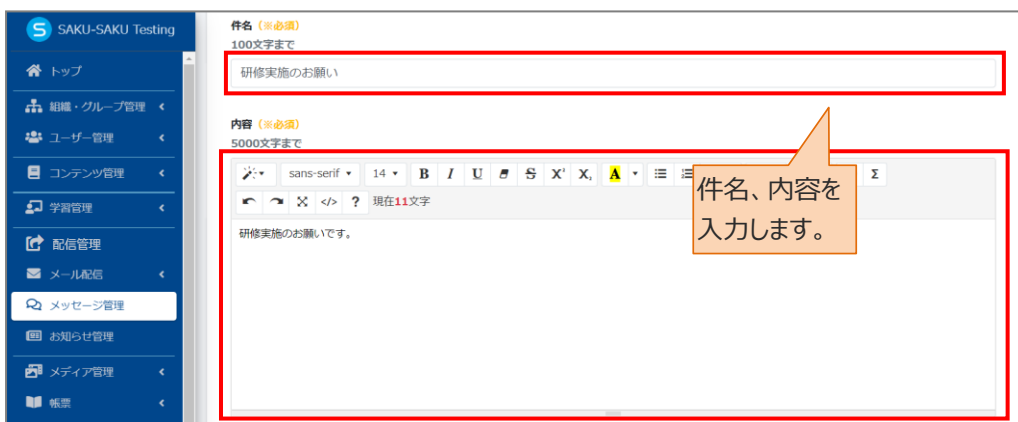 SAKU-SAKU Testing
トップ
組織・グループ管理
ユーザー管理
コンテンツ管理
学習管理
配信管理
メール配信
メッセージ管理
お知らせ管理
メディア管理
帳票
件名（※必須）
100文字まで
研修実施のお願い
内容（※必須）
5000文字まで
sans-serif 14 B I U S X' X, A Σ
</> ? 現在11文字
研修実施のお願いです。
件名、内容を
入力します。